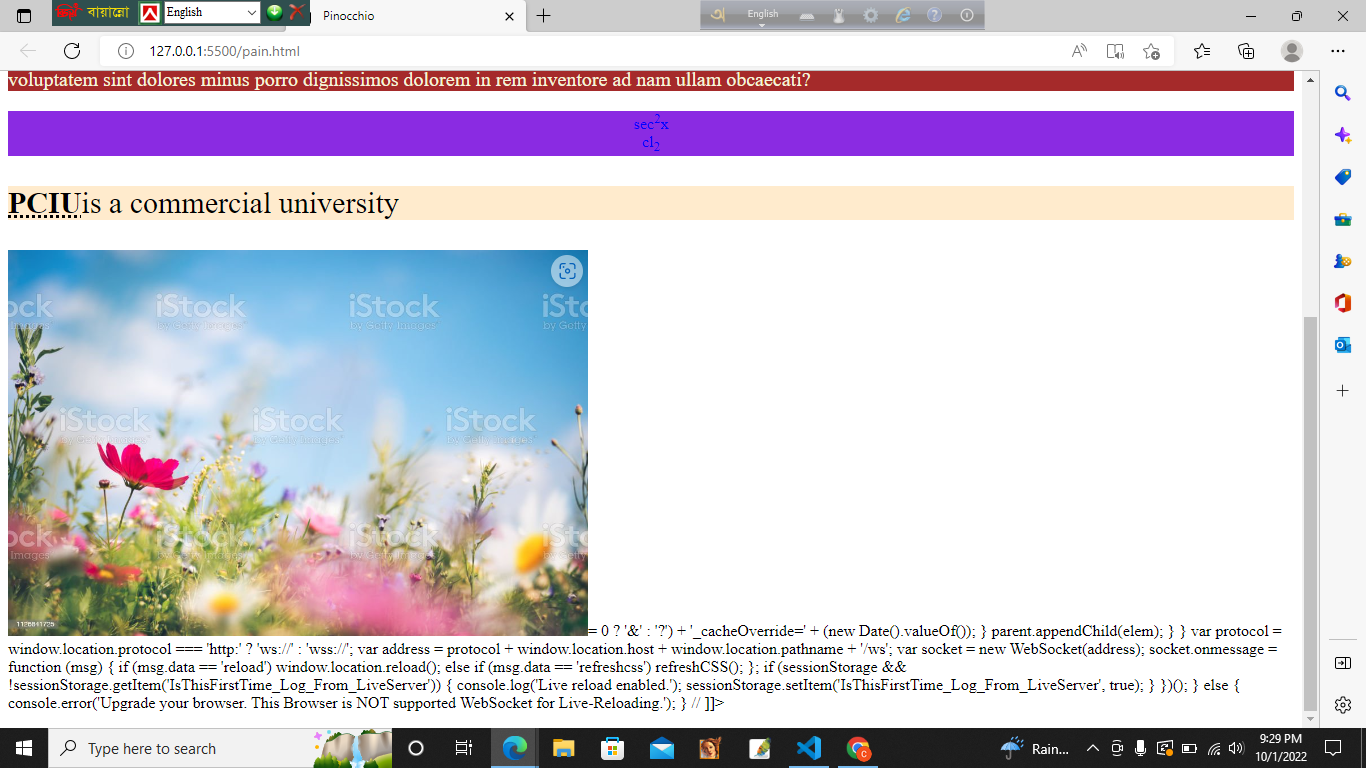 বায়ান্নো
English
Pinocchio
English
127.0.0.1:5500/pain.html
voluptatem sint dolores minus porro dignissimos dolorem in rem inventore ad nam ullam obcaecati?
sec²x
cl₂
PCIUis a commercial university
iStock
by Getty Images
1126841725
= 0 ? '&' : '?') + '_cacheOverride=' + (new Date().valueOf()); } parent.appendChild(elem); } } var protocol =
window.location.protocol === 'http:' ? 'ws://' : 'wss://'; var address = protocol + window.location.host + window.location.pathname + '/ws'; var socket = new WebSocket(address); socket.onmessage =
function (msg) { if (msg.data == 'reload') window.location.reload(); else if (msg.data == 'refreshcss') refreshCSS(); }; if (sessionStorage &&
!sessionStorage.getItem('IsThisFirstTime_Log_From_LiveServer')) { console.log('Live reload enabled.'); sessionStorage.setItem('IsThisFirstTime_Log_From_LiveServer', true); } })(); } else {
console.error('Upgrade your browser. This Browser is NOT supported WebSocket for Live-Reloading.'); } // ]]>
Type here to search
Rain...
9:29 PM
10/1/2022